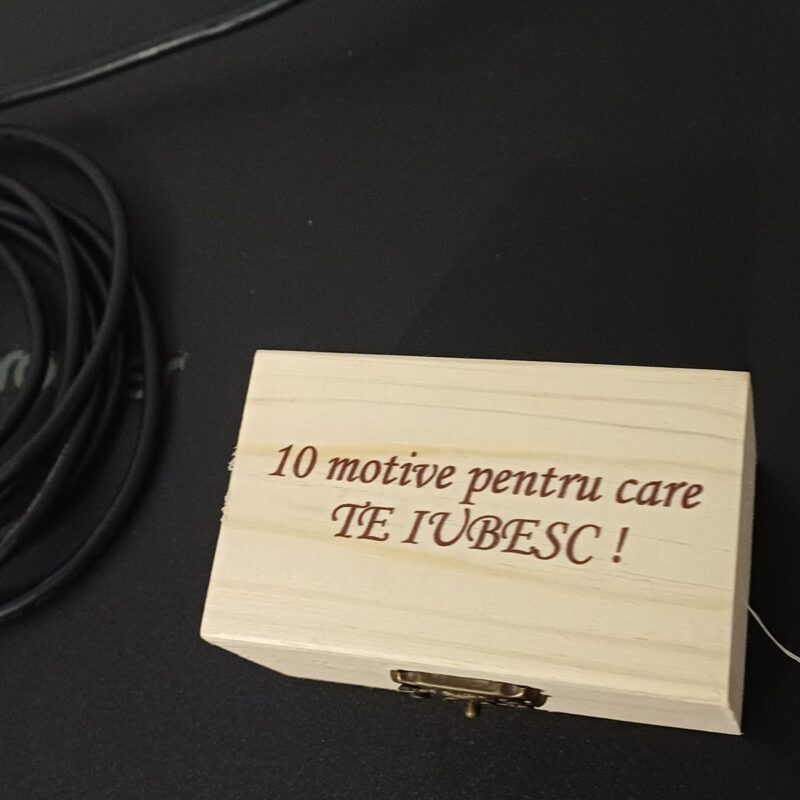 10 motive pentru care
TE IUBESC !